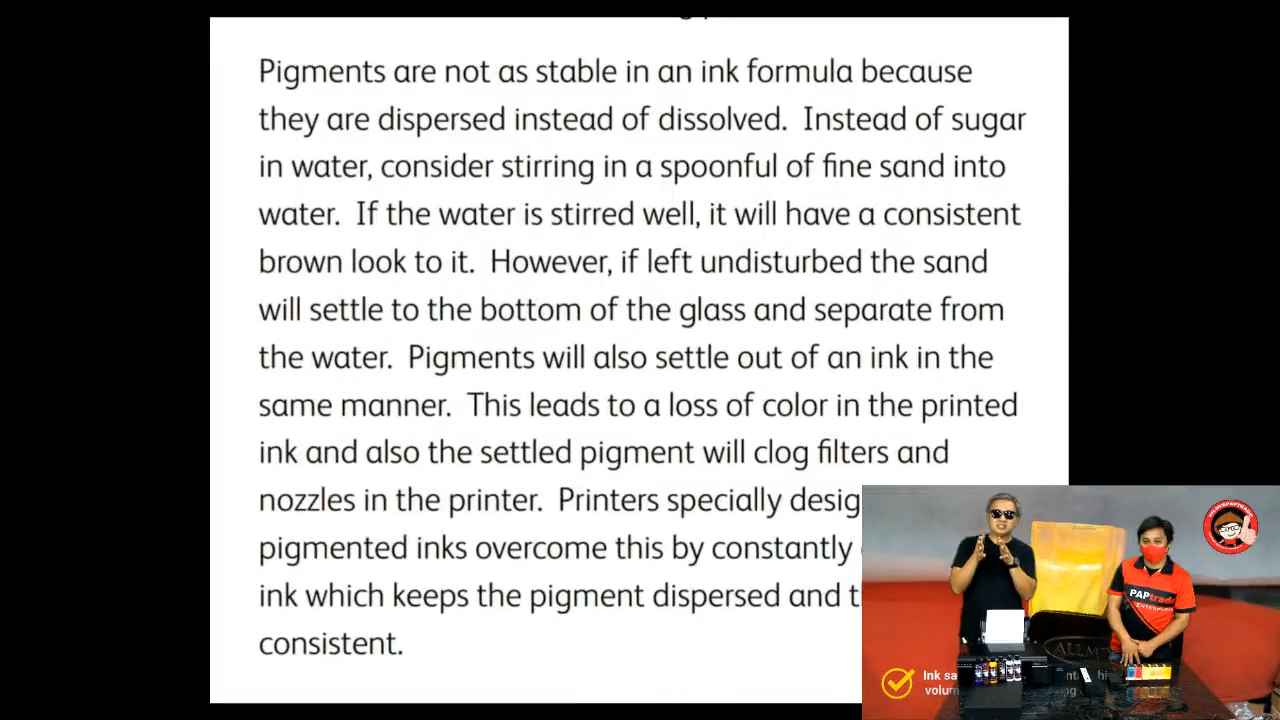 Pigments are not as stable in an ink formula because
they are dispersed instead of dissolved.  Instead of sugar
in water, consider stirring in a spoonful of fine sand into
water.  If the water is stirred well, it will have a consistent
brown look to it.  However, if left undisturbed the sand
will settle to the bottom of the glass and separate from
the water.  Pigments will also settle out of an ink in the
same manner.  This leads to a loss of color in the printed
ink and also the settled pigment will clog filters and
nozzles in the printer.  Printers specially desig
pigmented inks overcome this by constantly
ink which keeps the pigment dispersed and t
consistent.
PAPtrade
ENTERPRISE
ALLM
Ink sa
volum